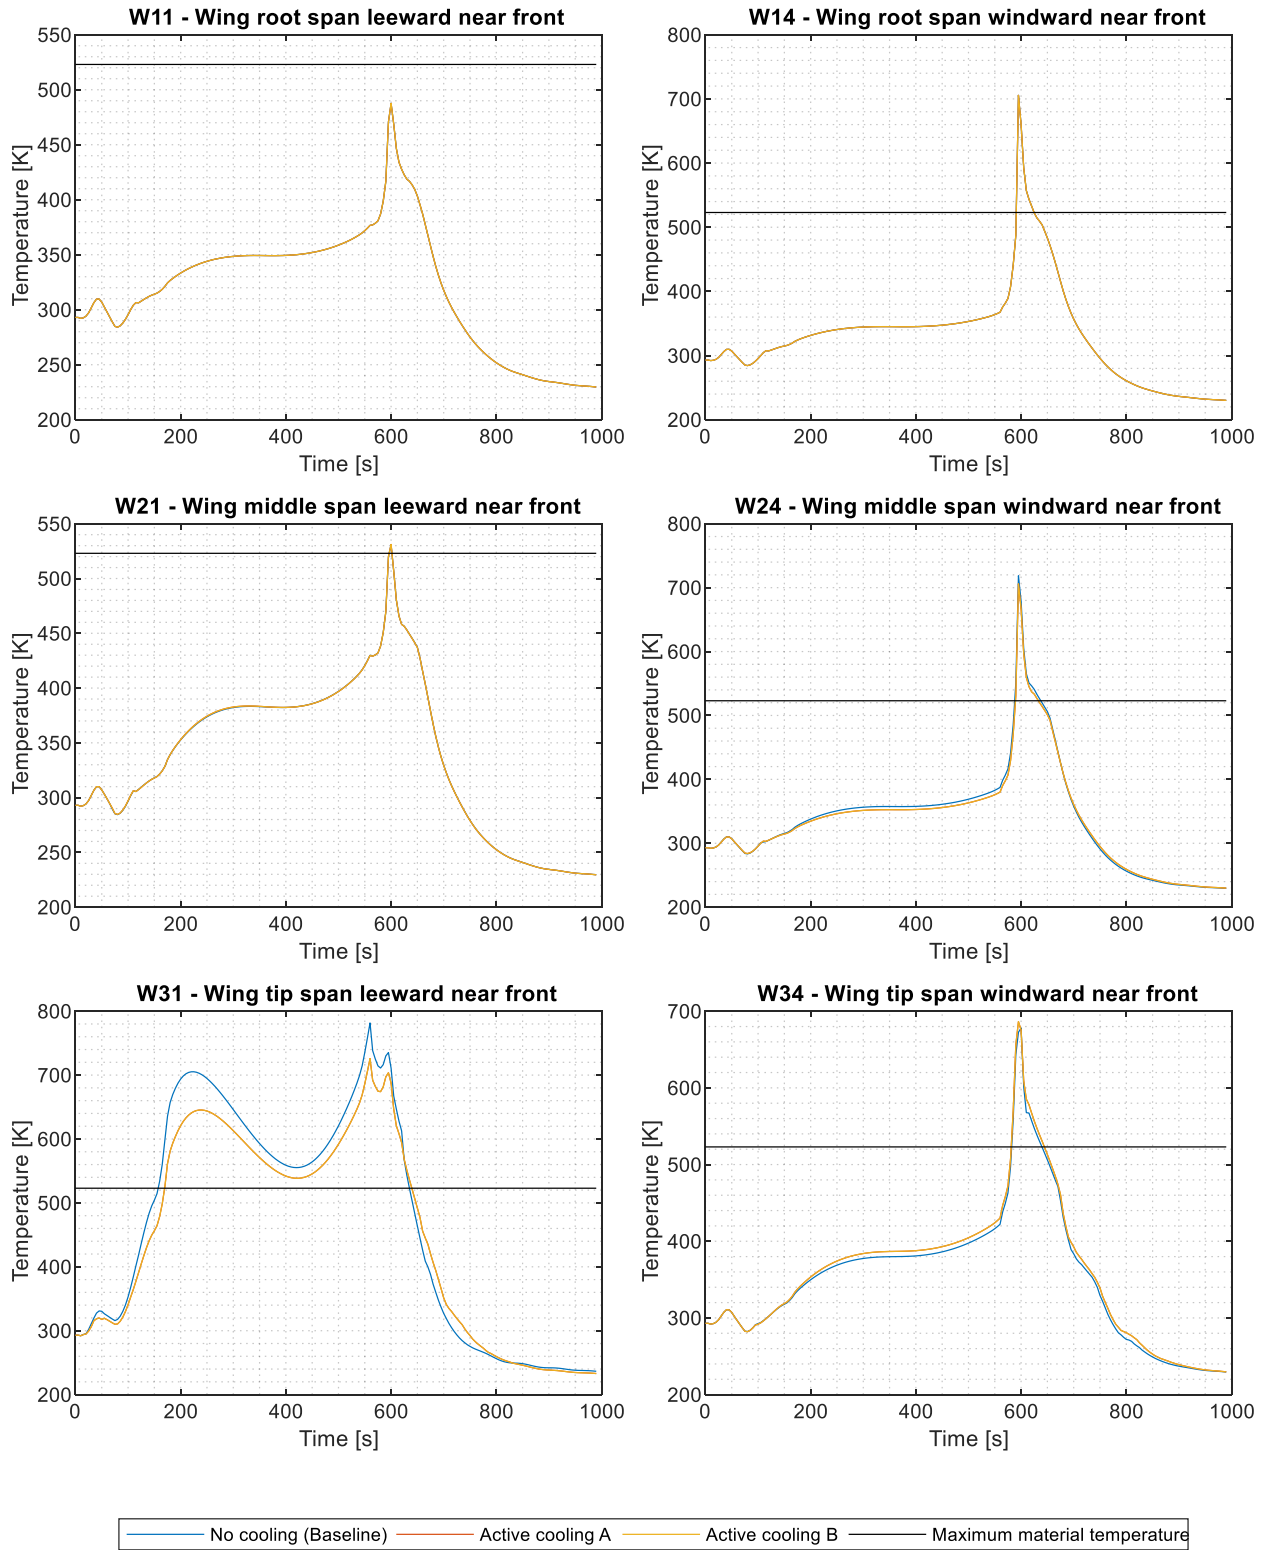 W11 - Wing root span leeward near front
550
500
450
400
350
300
250
200
Temperature [K]
0 200 400 600 800 1000
Time [s]
W14 - Wing root span windward near front
800
700
600
500
400
300
200
Temperature [K]
0 200 400 600 800 1000
Time [s]
W21 - Wing middle span leeward near front
550
500
450
400
350
300
250
200
Temperature [K]
0 200 400 600 800 1000
Time [s]
W24 - Wing middle span windward near front
800
700
600
500
400
300
200
Temperature [K]
0 200 400 600 800 1000
Time [s]
W31 - Wing tip span leeward near front
800
700
600
500
400
300
200
Temperature [K]
0 200 400 600 800 1000
Time [s]
W34 - Wing tip span windward near front
700
600
500
400
300
200
Temperature [K]
0 200 400 600 800 1000
Time [s]
No cooling (Baseline) Active cooling A Active cooling B Maximum material temperature